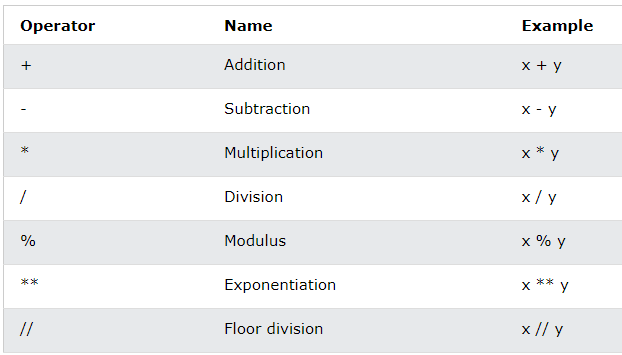 Operator Name Example
+ Addition x + y
- Subtraction x - y
* Multiplication x * y
/ Division x / y
% Modulus x % y
** Exponentiation x ** y
// Floor division x // y